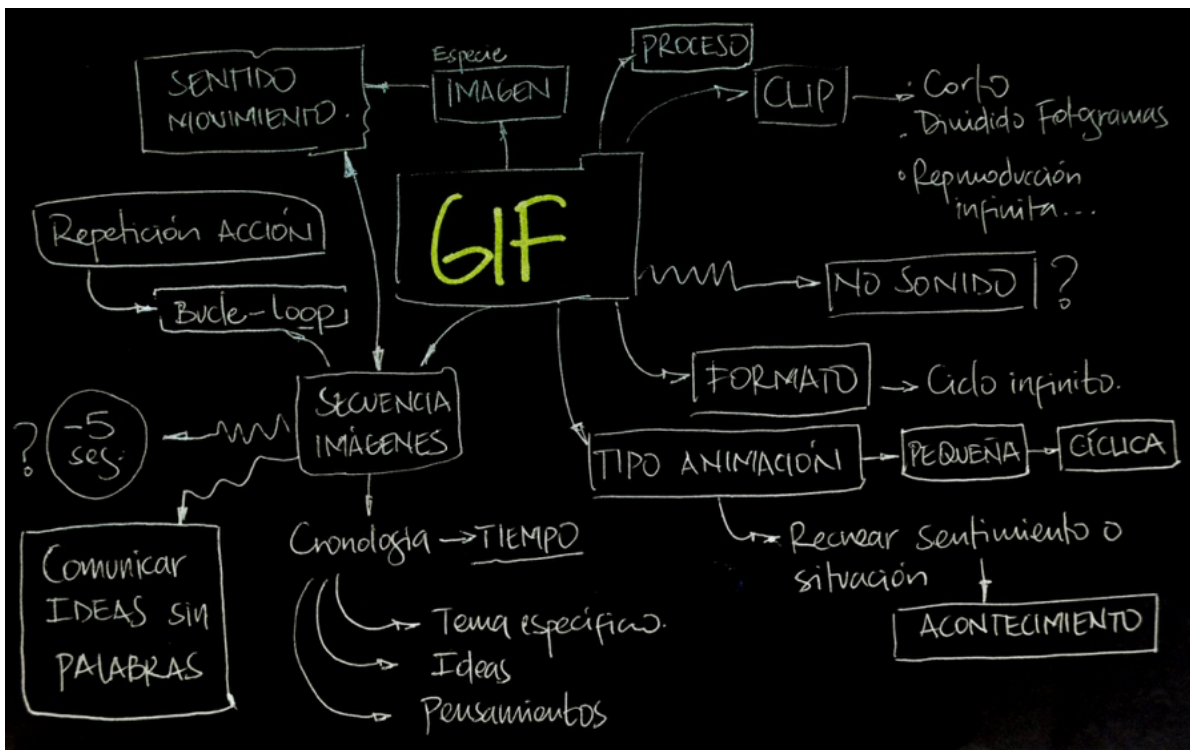 PROCESO
Especie
IMAGEN
SENTIDO
MOVIMIENTO.
CLIP
. Corto
. Dividido Fotogramas
• Reproducción
infinita...
GIF
Repetición ACCIÓN
Bucle-loop
NO SONIDO ?
FORMATO
Ciclo infinito.
SECUENCIA
IMÁGENES
? -5
seg.
TIPO ANIMACIÓN
PEQUEÑA
CÍCLICA
Comunicar
IDEAS sin
PALABRAS
Cronología
TIEMPO
Tema específico.
Ideas
Pensamientos
Recrear sentimiento o
situación
ACONTECIMIENTO